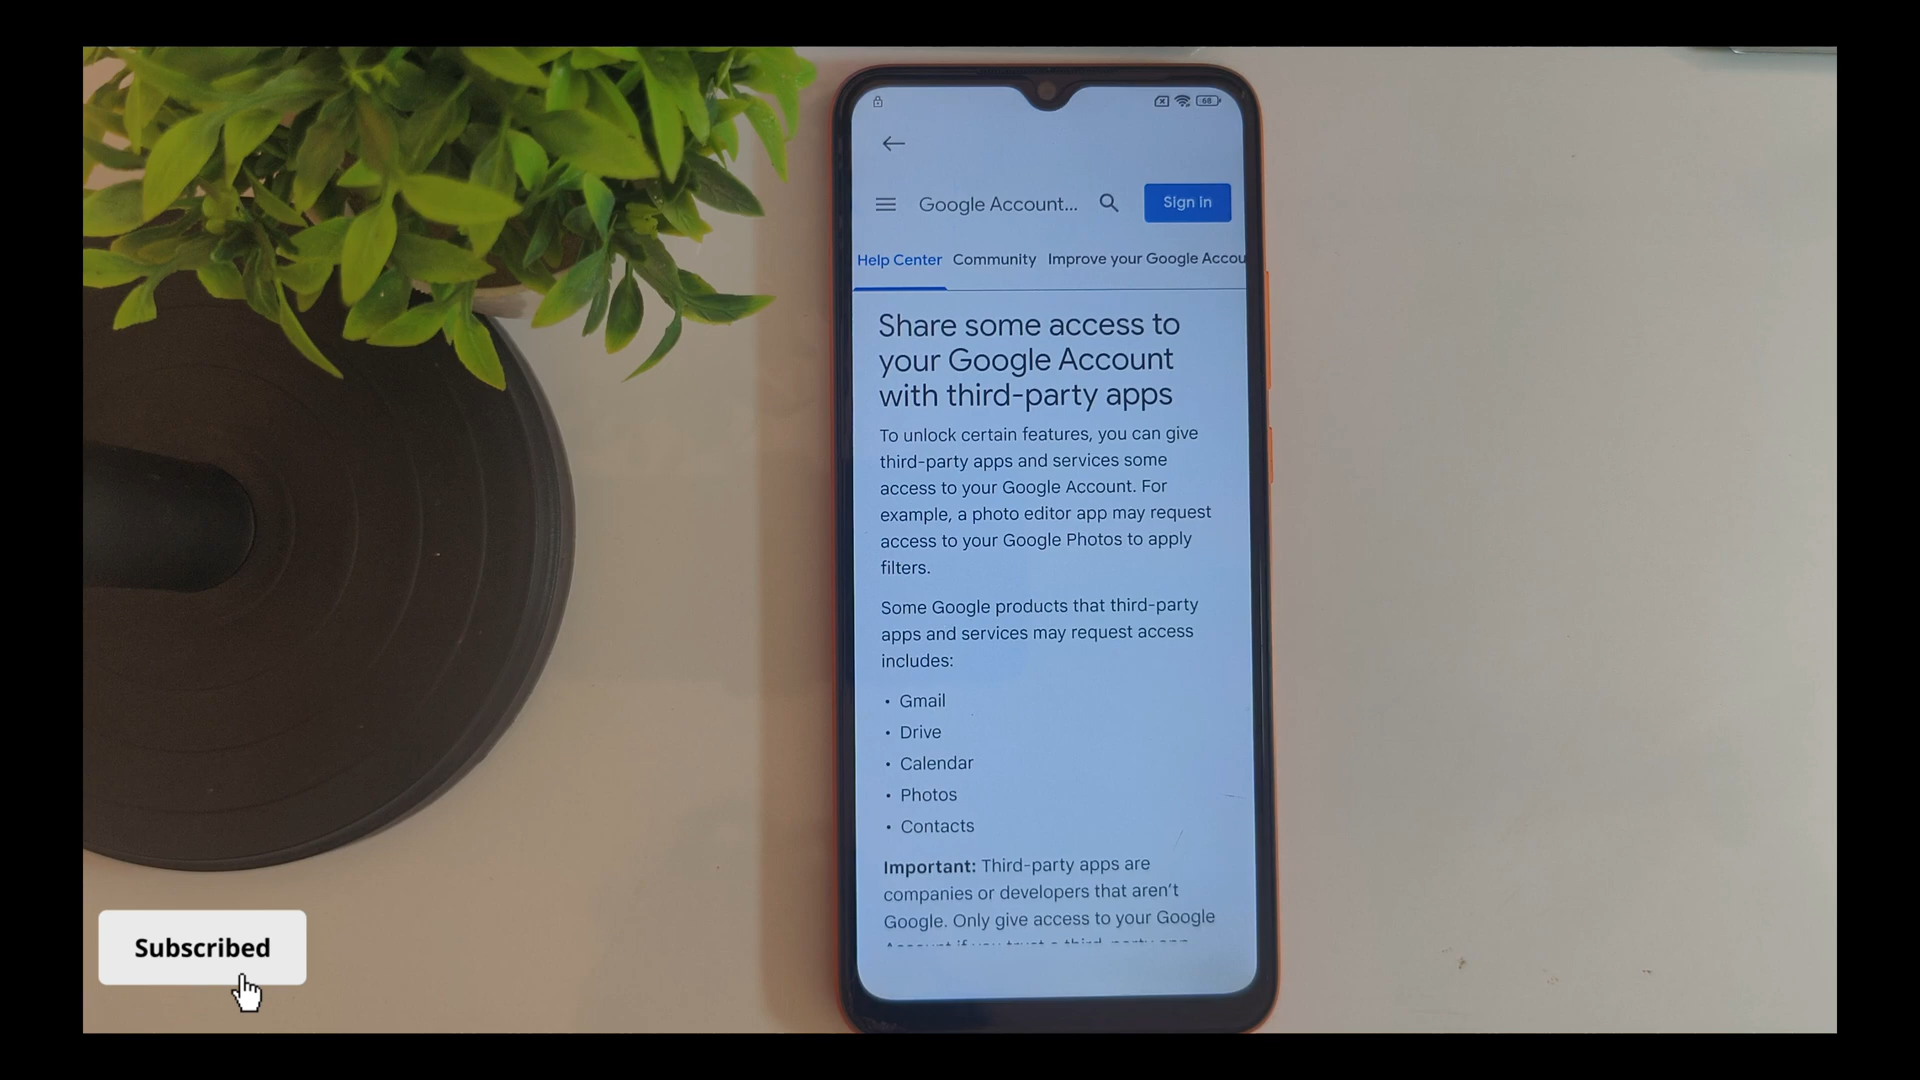 68
Google Account...
Sign in
Help Center Community Improve your Google Accou
Share some access to
your Google Account
with third-party apps
To unlock certain features, you can give
third-party apps and services some
access to your Google Account. For
example, a photo editor app may request
access to your Google Photos to apply
filters.
Some Google products that third-party
apps and services may request access
includes:
• Gmail
• Drive
• Calendar
• Photos
• Contacts
Important: Third-party apps are
companies or developers that aren't
Google. Only give access to your Google
Subscribed